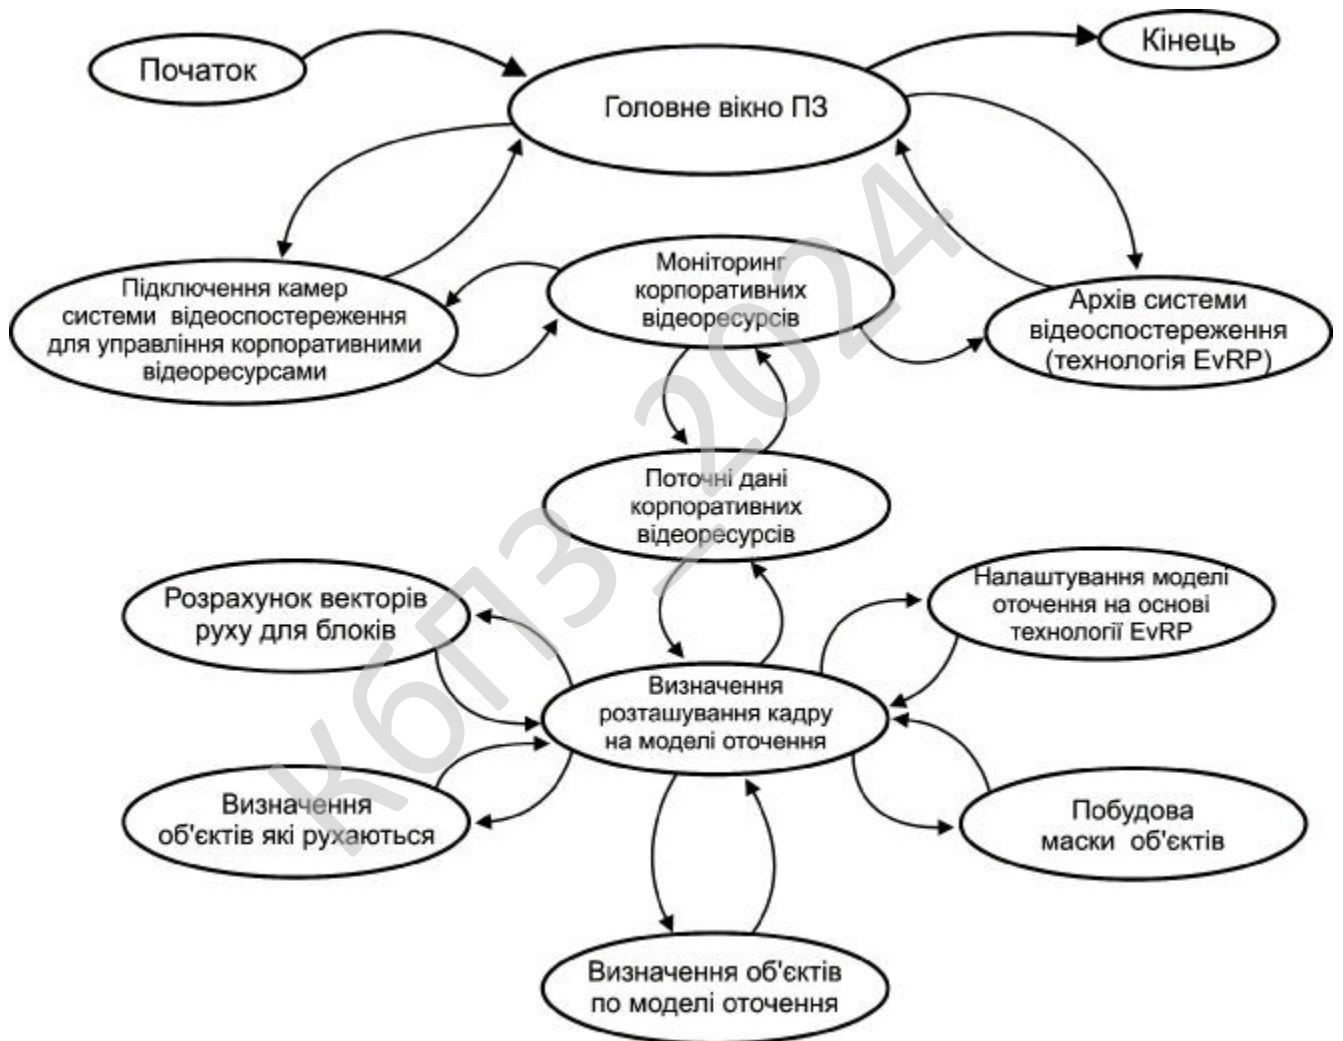 Початок
Кінець
Головне вікно ПЗ
Підключення камер
системи відеоспостереження
для управління корпоративними
відеоресурсами
Моніторинг
корпоративних
відеоресурсів
Архів системи
відеоспостереження
(технологія EvRP)
Поточні дані
корпоративних
відеоресурсів
Розрахунок векторів
руху для блоків
Налаштування моделі
оточення на основі
технології EvRP
Визначення
розташування кадру
на моделі оточення
Визначення
об'єктів які рухаються
Побудова
маски об'єктів
Визначення об'єктів
по моделі оточення
КбПЗ_2024